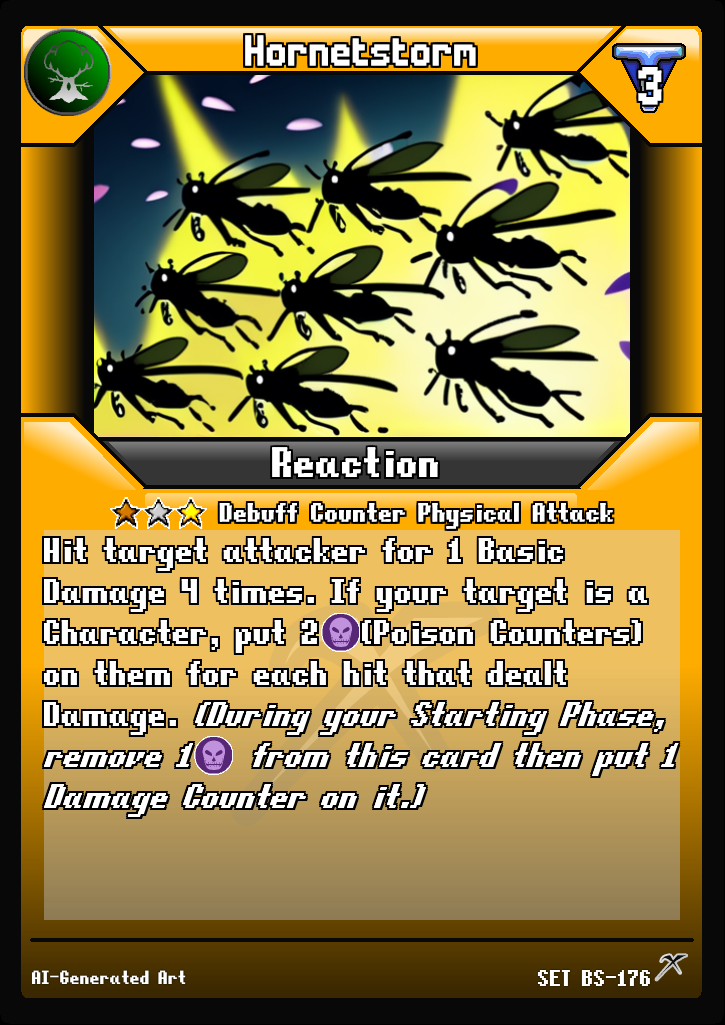 Hornetstorm
3
Reaction
Debuff Counter Physical Attack
Hit target attacker for 1 Basic
Damage 4 times. If your target is a
Character, put 2 (Poison Counters)
on them for each hit that dealt
Damage. (During your Starting Phase,
remove 1 from this card then put 1
Damage Counter on it.)
AI-Generated Art
SET BS-176